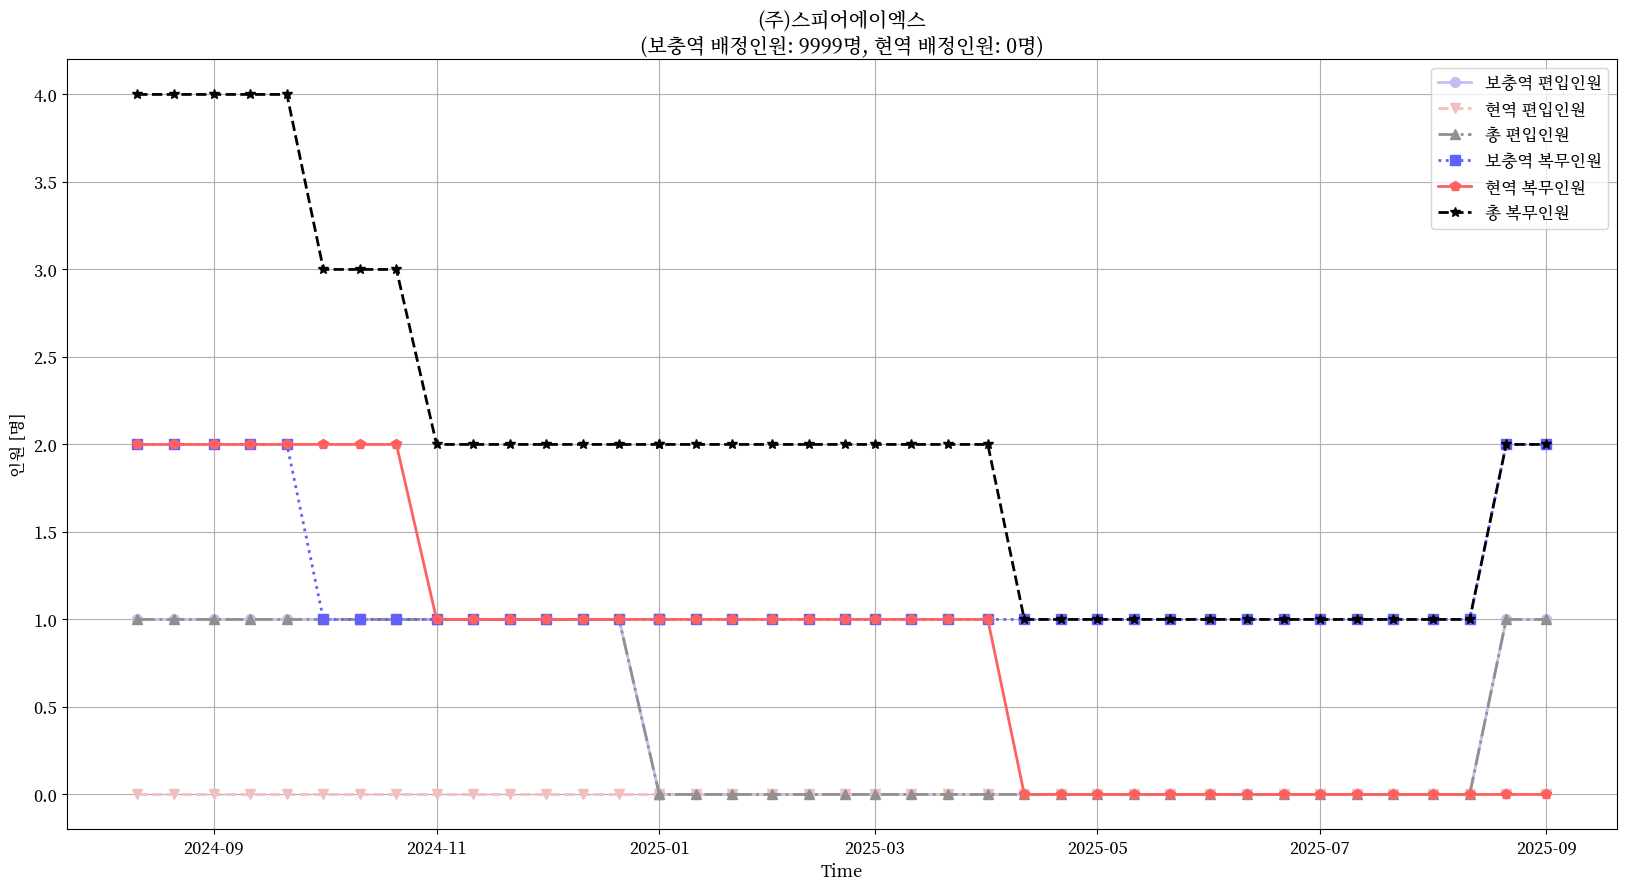 (주)스피어에이엑스
(보충역 배정인원: 9999명, 현역 배정인원: 0명)
보충역 편입인원
현역 편입인원
총 편입인원
보충역 복무인원
현역 복무인원
총 복무인원
인원 [명]
4.0
3.5
3.0
2.5
2.0
1.5
1.0
0.5
0.0
2024-09 2024-11 2025-01 2025-03 2025-05 2025-07 2025-09
Time